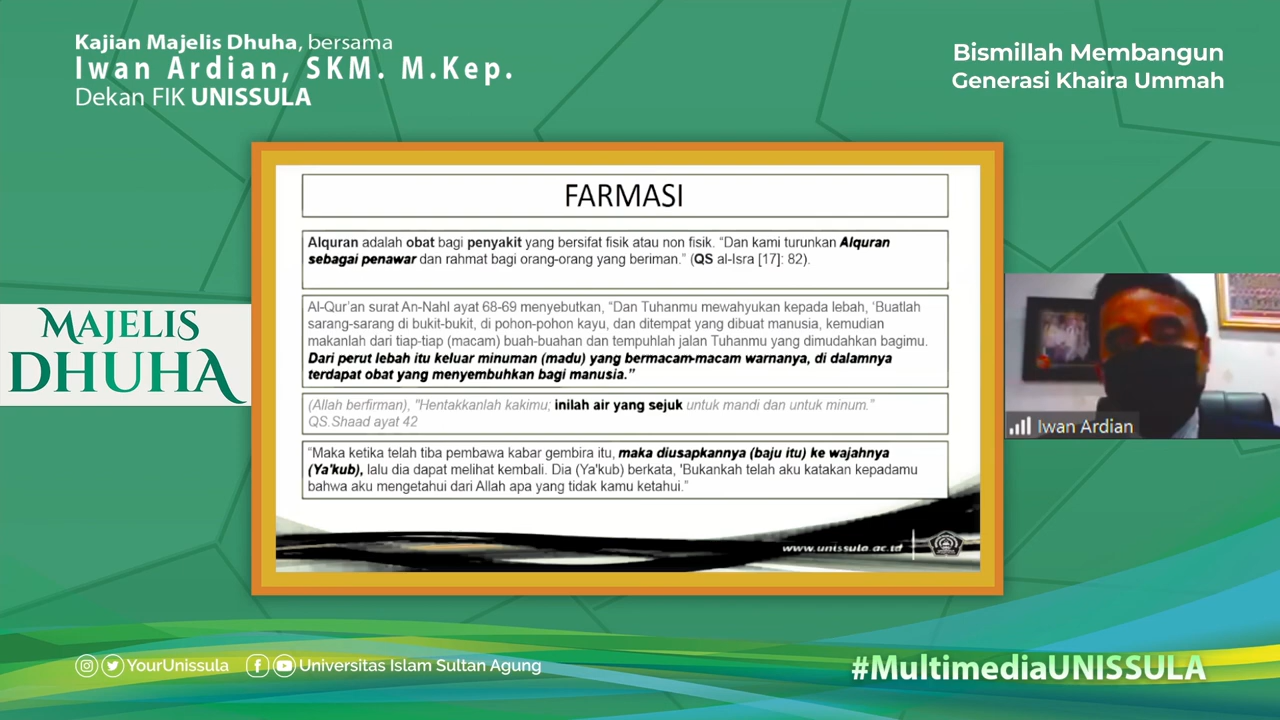 Kajian Majelis Dhuha, bersama
Iwan Ardian, SKM. M.Kep.
Dekan FIK UNISSULA
Bismillah Membangun
Generasi Khaira Ummah
MAJELIS
DHUHA
FARMASI
Alquran adalah obat bagi penyakit yang bersifat fisik atau non fisik. “Dan kami turunkan Alquran
sebagai penawar dan rahmat bagi orang-orang yang beriman.” (QS al-Isra [17]: 82).
Al-Qur’an surat An-Nahl ayat 68-69 menyebutkan, “Dan Tuhanmu mewahyukan kepada lebah, ‘Buatlah
sarang-sarang di bukit-bukit, di pohon-pohon kayu, dan ditempat yang dibuat manusia, kemudian
makanlah dari tiap-tiap (macam) buah-buahan dan tempuhlah jalan Tuhanmu yang dimudahkan bagimu.
Dari perut lebah itu keluar minuman (madu) yang bermacam-macam warnanya, di dalamnya
terdapat obat yang menyembuhkan bagi manusia.”
(Allah berfirman), "Hentakkanlah kakimu; inilah air yang sejuk untuk mandi dan untuk minum.”
QS.Shaad ayat 42
“Maka ketika telah tiba pembawa kabar gembira itu, maka diusapkannya (baju itu) ke wajahnya
(Ya'kub), lalu dia dapat melihat kembali. Dia (Ya'kub) berkata, 'Bukankah telah aku katakan kepadamu
bahwa aku mengetahui dari Allah apa yang tidak kamu ketahui.”
www.unissula.ac.id
Iwan Ardian
YourUnissula
Universitas Islam Sultan Agung
#MultimediaUNISSULA